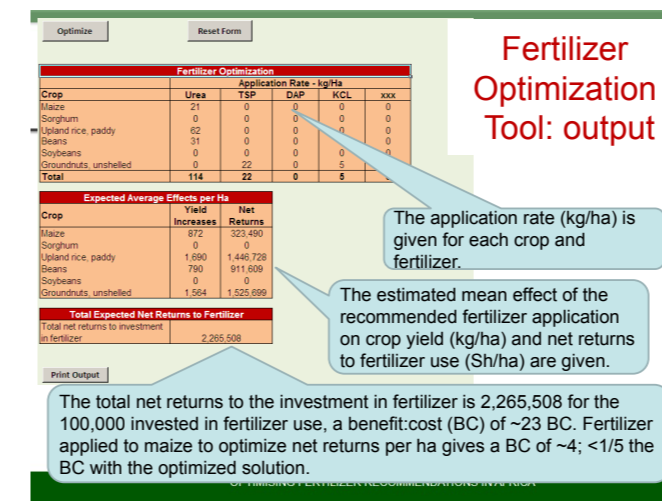 Optimize Reset Form
Fertilizer
Optimization
Tool: output
Fertilizer Optimization
Application Rate - kg/Ha
Crop Urea TSP DAP KCL xxx
Maize 21 0 0 0 0
Sorghum 0 0 0 0 0
Upland rice, paddy 62 0 0 0 0
Beans 31 0 0 0
Soybeans 0 0 0 0 0
Groundnuts, unshelled 0 22 0 5
Total 114 22 0 5
Expected Average Effects per Ha
Crop Yield Increases Net Returns
Maize 872 323,490
Sorghum 0 0
Upland rice, paddy 1,690 1,446,728
Beans 790 911,609
Soybeans 0 0
Groundnuts, unshelled 1,564 1,525,699
Total Expected Net Returns to Fertilizer
Total net returns to investment
in fertilizer 2,265,508
Print Output
The application rate (kg/ha) is
given for each crop and
fertilizer.
The estimated mean effect of the
recommended fertilizer application
on crop yield (kg/ha) and net returns
to fertilizer use (Sh/ha) are given.
The total net returns to the investment in fertilizer is 2,265,508 for the
100,000 invested in fertilizer use, a benefit:cost (BC) of ~23 BC. Fertilizer
applied to maize to optimize net returns per ha gives a BC of ~4; <1/5 the
BC with the optimized solution.
OPTIMISING FERTILIZER RECOMMENDATIONS IN AFRICA